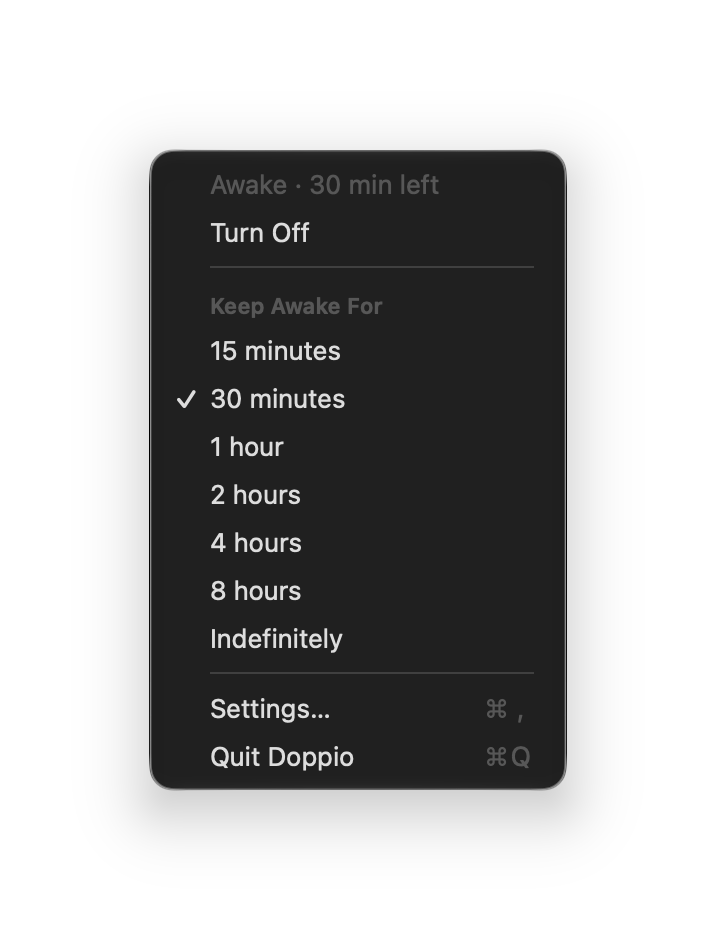 Awake · 30 min left
Turn Off
Keep Awake For
15 minutes
✓ 30 minutes
1 hour
2 hours
4 hours
8 hours
Indefinitely
Settings... ⌘ ,
Quit Doppio ⌘Q